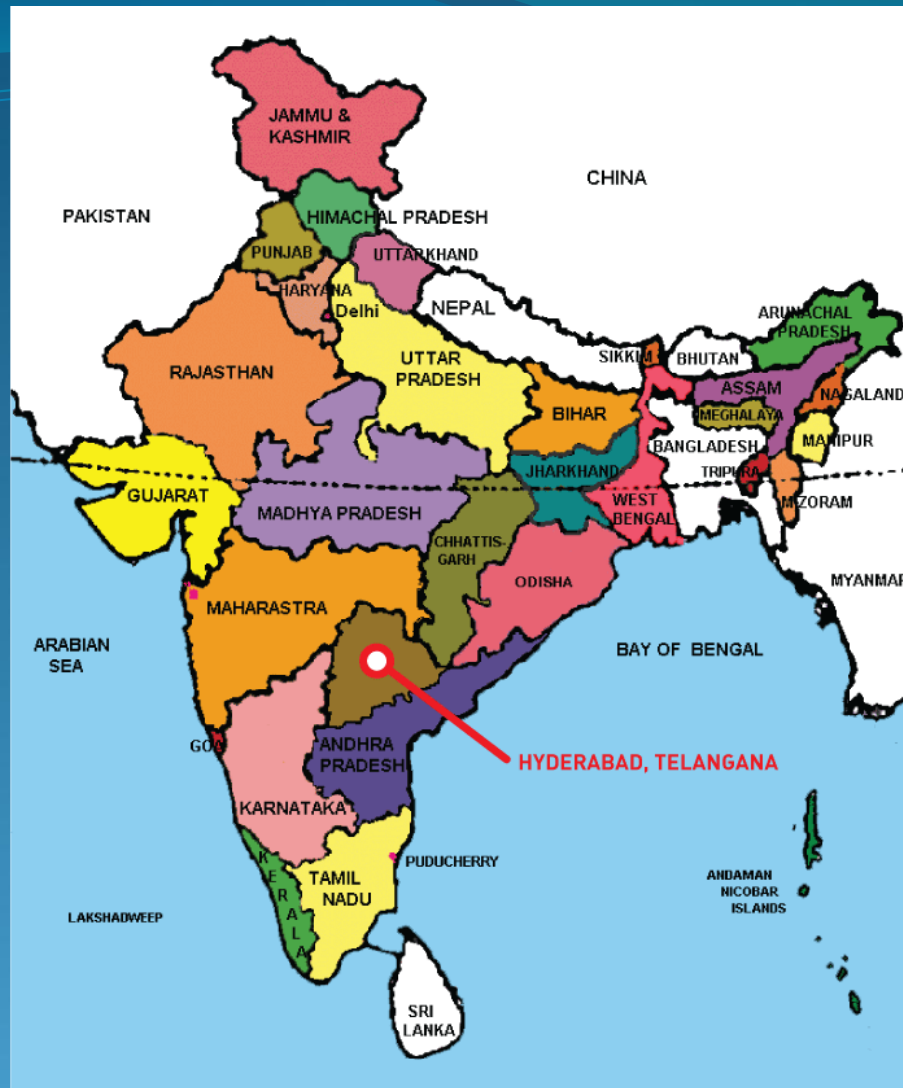 JAMMU &
KASHMIR
CHINA
PAKISTAN
HIMACHAL PRADESH
PUNJAB
UTTARKHAND
HARYANA
Delhi
NEPAL
ARUNACHAL
PRADESH
SIKKIM
BHUTAN
UTTAR
PRADESH
RAJASTHAN
ASSAM
NAGALAND
BIHAR
MEGHALAYA
MANIPUR
BANGLADESH
JHARKHAND
TRIPURA
GUJARAT
WEST
BENGAL
MIZORAM
MADHYA PRADESH
CHHATTIS-
GARH
ODISHA
MYANMAR
MAHARASTRA
ARABIAN
SEA
BAY OF BENGAL
GOA
ANDHRA
PRADESH
HYDERABAD, TELANGANA
KARNATAKA
PUDUCHERRY
KERALA
TAMIL
NADU
ANDAMAN
NICOBAR
ISLANDS
LAKSHADWEEP
SRI
LANKA